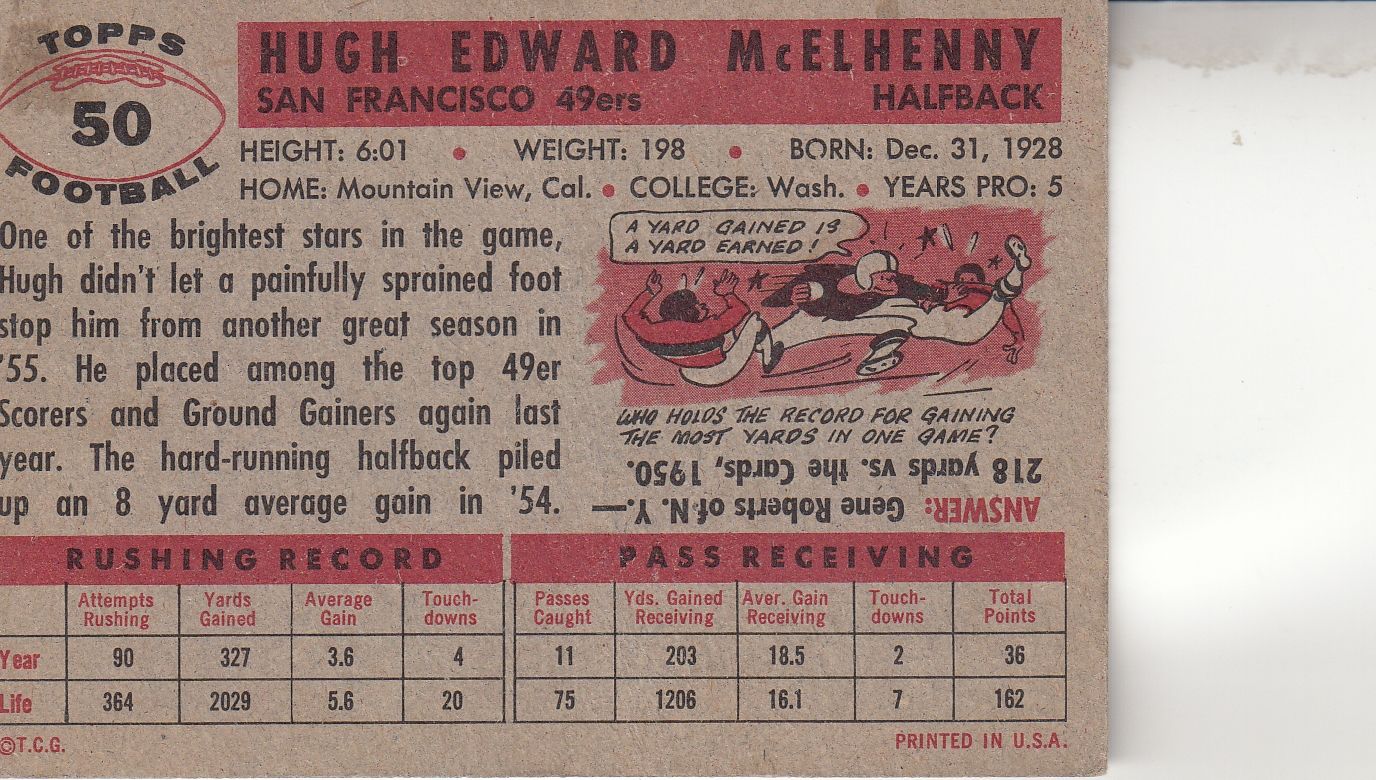 TOPPS
50
FOOTBALL
HUGH EDWARD McELHENNY
SAN FRANCISCO 49ers HALFBACK
HEIGHT: 6:01 • WEIGHT: 198 • BORN: Dec. 31, 1928
HOME: Mountain View, Cal. • COLLEGE: Wash. • YEARS PRO: 5
One of the brightest stars in the game,
Hugh didn't let a painfully sprained foot
stop him from another great season in
'55. He placed among the top 49er
Scorers and Ground Gainers again last
year. The hard-running halfback piled
up an 8 yard average gain in '54.
A YARD GAINED IS
A YARD EARNED!
WHO HOLDS THE RECORD FOR GAINING
THE MOST YARDS IN ONE GAME?
ANSWER: Gene Roberts of N. Y.—
218 yards vs. the Cards, 1950.
RUSHING RECORD PASS RECEIVING
Attempts Rushing Yards Gained Average Gain Touch-downs Passes Caught Yds. Gained Receiving Aver. Gain Receiving Touch-downs Total Points
Year 90 327 3.6 4 11 203 18.5 2 36
Life 364 2029 5.6 20 75 1206 16.1 7 162
©T.C.G. PRINTED IN U.S.A.